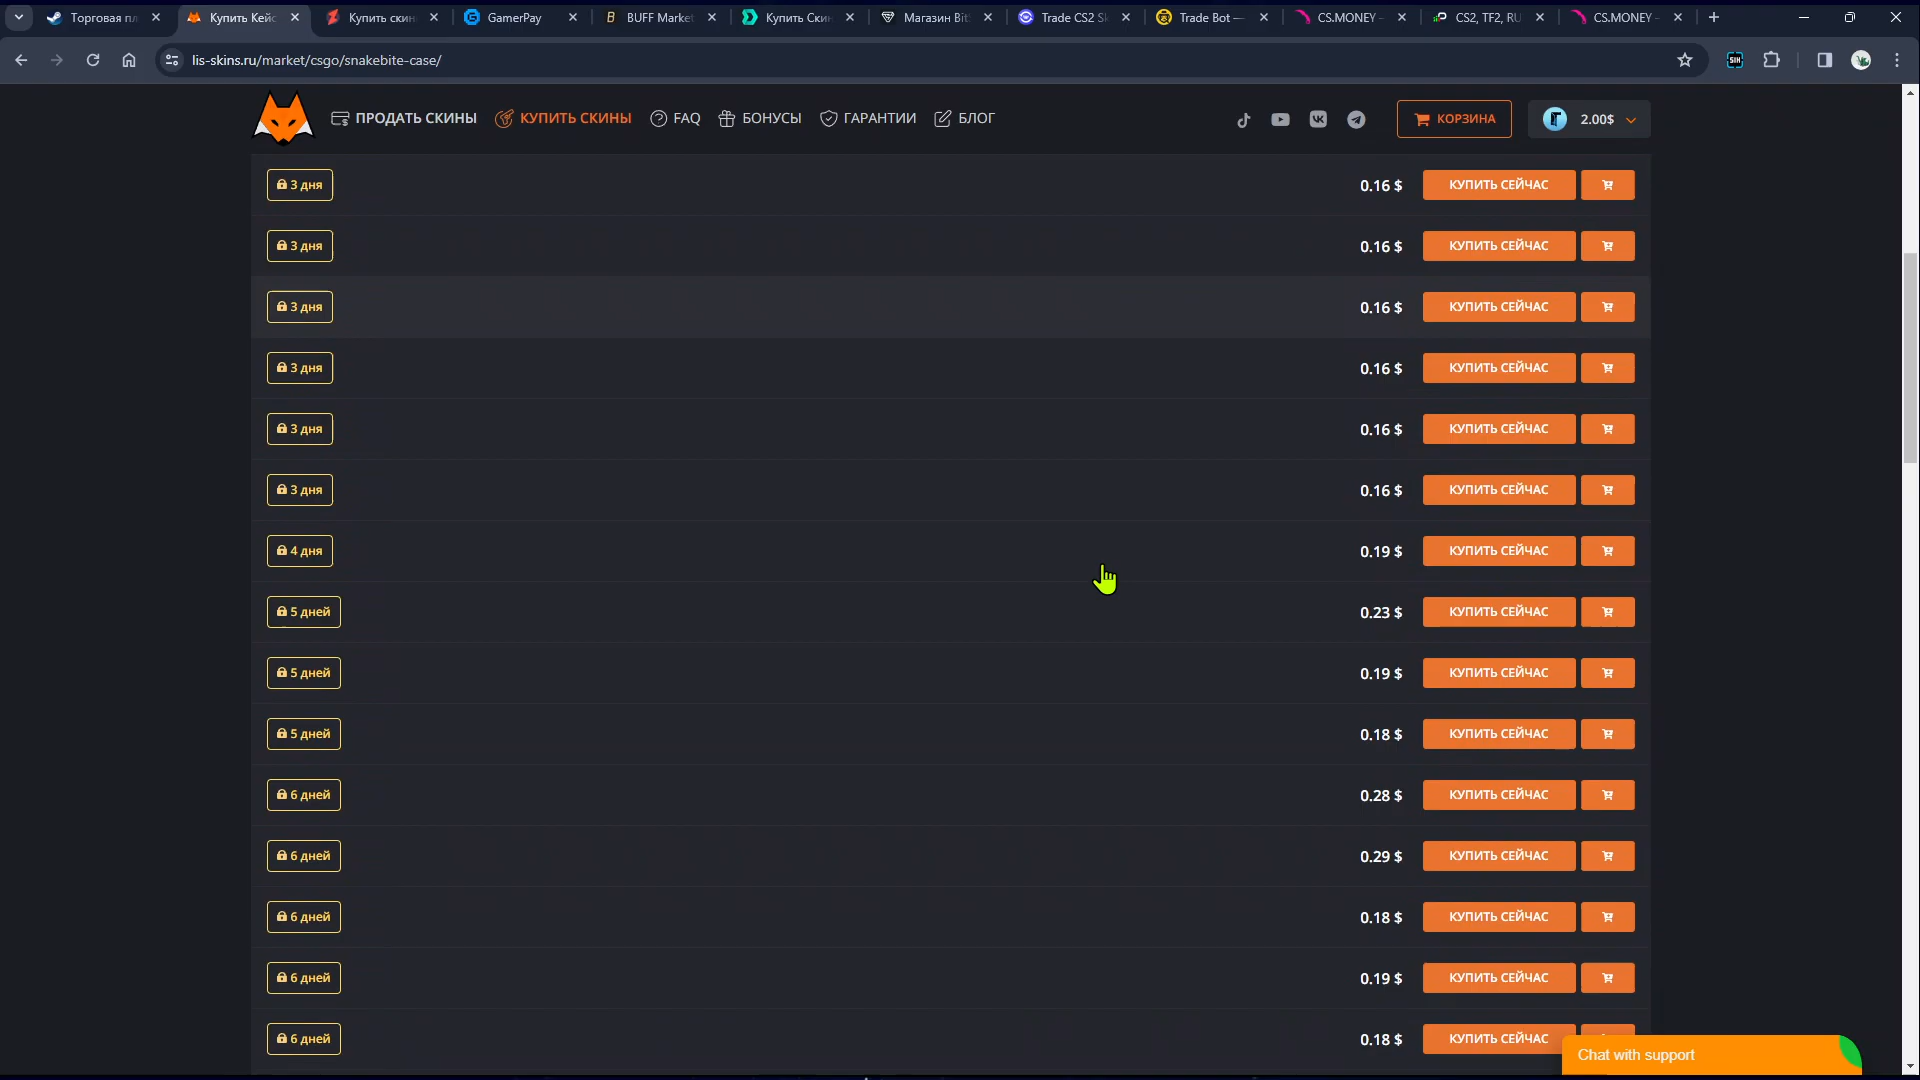 Торговая пл
Купить Кейс
Купить скин
GamerPay
BUFF Market
Купить Скин
Магазин Bit
Trade CS2 Sk
Trade Bot —
CS.MONEY -
CS2, TF2, RU
CS.MONEY -
lis-skins.ru/market/csgo/snakebite-case/
SIH
ПРОДАТЬ СКИНЫ
КУПИТЬ СКИНЫ
FAQ
БОНУСЫ
ГАРАНТИИ
БЛОГ
КОРЗИНА
2.00$
3 дня 0.16 $ КУПИТЬ СЕЙЧАС
3 дня 0.16 $ КУПИТЬ СЕЙЧАС
3 дня 0.16 $ КУПИТЬ СЕЙЧАС
3 дня 0.16 $ КУПИТЬ СЕЙЧАС
3 дня 0.16 $ КУПИТЬ СЕЙЧАС
3 дня 0.16 $ КУПИТЬ СЕЙЧАС
4 дня 0.19 $ КУПИТЬ СЕЙЧАС
5 дней 0.23 $ КУПИТЬ СЕЙЧАС
5 дней 0.19 $ КУПИТЬ СЕЙЧАС
5 дней 0.18 $ КУПИТЬ СЕЙЧАС
6 дней 0.28 $ КУПИТЬ СЕЙЧАС
6 дней 0.29 $ КУПИТЬ СЕЙЧАС
6 дней 0.18 $ КУПИТЬ СЕЙЧАС
6 дней 0.19 $ КУПИТЬ СЕЙЧАС
6 дней 0.18 $ КУПИТЬ СЕЙЧАС
Chat with support